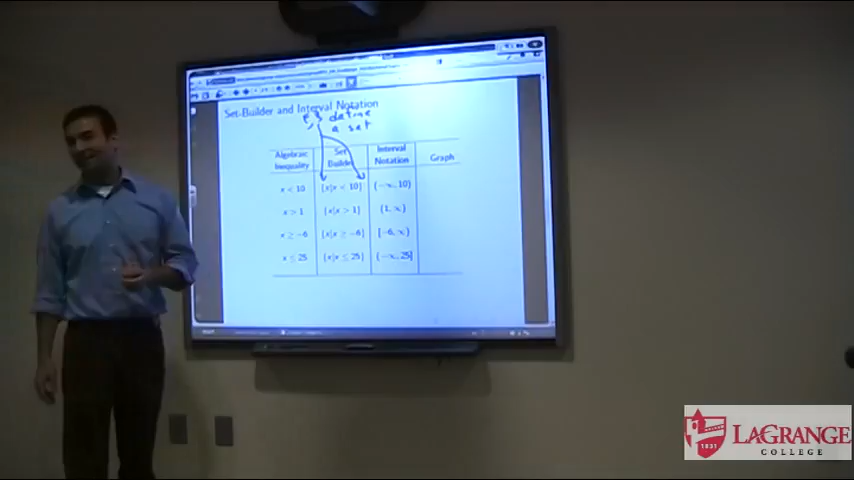 Set-Builder and Interval Notation
{, } define
a set
Algebraic Inequality | Set Builder | Interval Notation | Graph
x < 10 | {x|x < 10} | (−∞, 10)
x > 1 | {x|x > 1} | (1, ∞)
x ≥ −6 | {x|x ≥ −6} | [−6, ∞)
x ≤ 25 | {x|x ≤ 25} | (−∞, 25]
1831
LAGRANGE
COLLEGE